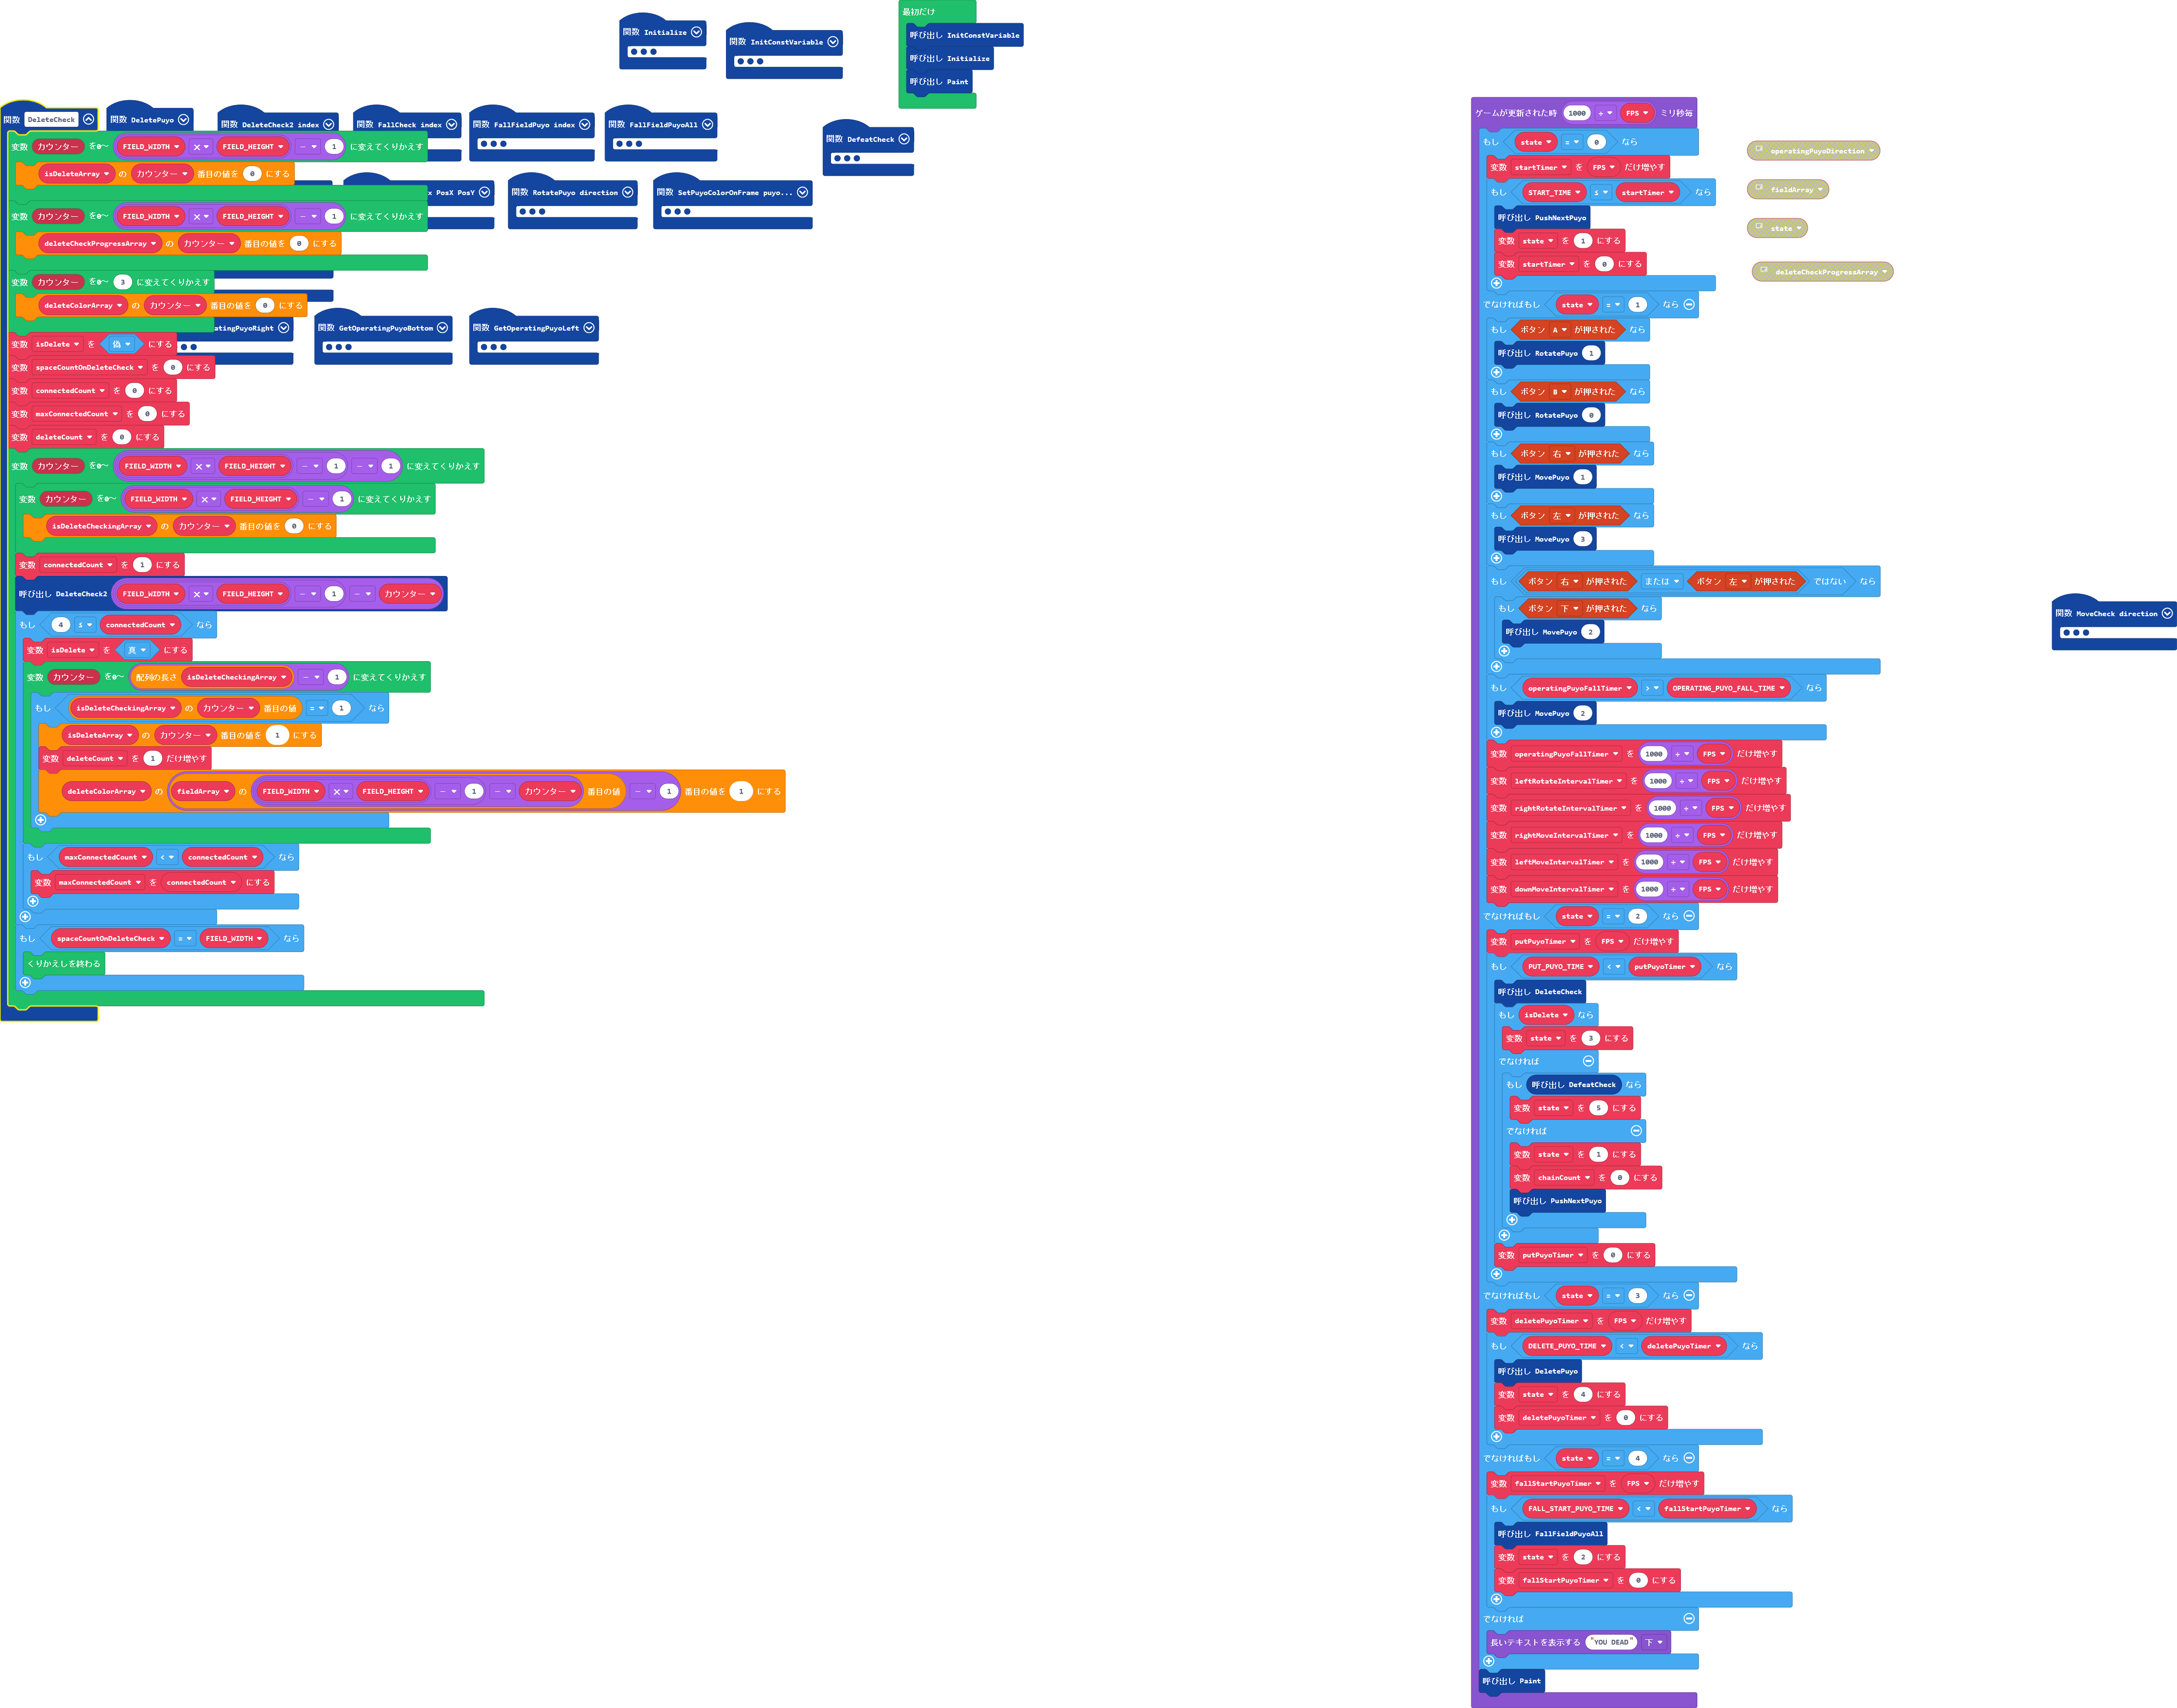 最初だけ
呼び出し InitConstVariable
呼び出し Initialize
呼び出し Paint
関数 Initialize
関数 InitConstVariable
関数 DeleteCheck
関数 DeletePuyo
関数 DeleteCheck2 index
関数 FallCheck index
関数 FallFieldPuyo index
関数 FallFieldPuyoAll
関数 DefeatCheck
x PosX PosY
関数 RotatePuyo direction
関数 SetPuyoColorOnFrame puyo...
atingPuyoRight
関数 GetOperatingPuyoBottom
関数 GetOperatingPuyoLeft
変数 カウンター を0〜 FIELD_WIDTH × FIELD_HEIGHT - 1 に変えてくりかえす
isDeleteArray の カウンター 番目の値を 0 にする
変数 カウンター を0〜 FIELD_WIDTH × FIELD_HEIGHT - 1 に変えてくりかえす
deleteCheckProgressArray の カウンター 番目の値を 0 にする
変数 カウンター を0〜 3 に変えてくりかえす
deleteColorArray の カウンター 番目の値を 0 にする
変数 isDelete を 偽 にする
変数 spaceCountOnDeleteCheck を 0 にする
変数 connectedCount を 0 にする
変数 maxConnectedCount を 0 にする
変数 deleteCount を 0 にする
変数 カウンター を0〜 FIELD_WIDTH × FIELD_HEIGHT - 1 - 1 に変えてくりかえす
変数 カウンター を0〜 FIELD_WIDTH × FIELD_HEIGHT - 1 に変えてくりかえす
isDeleteCheckingArray の カウンター 番目の値を 0 にする
変数 connectedCount を 1 にする
呼び出し DeleteCheck2 FIELD_WIDTH × FIELD_HEIGHT - 1 - カウンター
もし 4 ≤ connectedCount なら
変数 isDelete を 真 にする
変数 カウンター を0〜 配列の長さ isDeleteCheckingArray - 1 に変えてくりかえす
もし isDeleteCheckingArray の カウンター 番目の値 = 1 なら
isDeleteArray の カウンター 番目の値を 1 にする
変数 deleteCount を 1 だけ増やす
deleteColorArray の fieldArray の FIELD_WIDTH × FIELD_HEIGHT - 1 - カウンター 番目の値 - 1 番目の値を 1 にする
もし maxConnectedCount < connectedCount なら
変数 maxConnectedCount を connectedCount にする
もし spaceCountOnDeleteCheck = FIELD_WIDTH なら
くりかえしを終わる
ゲームが更新された時 1000 ÷ FPS ミリ秒毎
もし state = 0 なら
変数 startTimer を FPS だけ増やす
もし START_TIME ≤ startTimer なら
呼び出し PushNextPuyo
変数 state を 1 にする
変数 startTimer を 0 にする
でなければもし state = 1 なら
もし ボタン A が押された なら
呼び出し RotatePuyo 1
もし ボタン B が押された なら
呼び出し RotatePuyo 0
もし ボタン 右 が押された なら
呼び出し MovePuyo 1
もし ボタン 左 が押された なら
呼び出し MovePuyo 3
もし ボタン 右 が押された または ボタン 左 が押された ではない なら
もし ボタン 下 が押された なら
呼び出し MovePuyo 2
もし operatingPuyoFallTimer > OPERATING_PUYO_FALL_TIME なら
呼び出し MovePuyo 2
変数 operatingPuyoFallTimer を 1000 ÷ FPS だけ増やす
変数 leftRotateIntervalTimer を 1000 ÷ FPS だけ増やす
変数 rightRotateIntervalTimer を 1000 ÷ FPS だけ増やす
変数 rightMoveIntervalTimer を 1000 ÷ FPS だけ増やす
変数 leftMoveIntervalTimer を 1000 ÷ FPS だけ増やす
変数 downMoveIntervalTimer を 1000 ÷ FPS だけ増やす
でなければもし state = 2 なら
変数 putPuyoTimer を FPS だけ増やす
もし PUT_PUYO_TIME < putPuyoTimer なら
呼び出し DeleteCheck
もし isDelete なら
変数 state を 3 にする
でなければ
もし 呼び出し DefeatCheck なら
変数 state を 5 にする
でなければ
変数 state を 1 にする
変数 chainCount を 0 にする
呼び出し PushNextPuyo
変数 putPuyoTimer を 0 にする
でなければもし state = 3 なら
変数 deletePuyoTimer を FPS だけ増やす
もし DELETE_PUYO_TIME < deletePuyoTimer なら
呼び出し DeletePuyo
変数 state を 4 にする
変数 deletePuyoTimer を 0 にする
でなければもし state = 4 なら
変数 fallStartPuyoTimer を FPS だけ増やす
もし FALL_START_PUYO_TIME < fallStartPuyoTimer なら
呼び出し FallFieldPuyoAll
変数 state を 2 にする
変数 fallStartPuyoTimer を 0 にする
でなければ
長いテキストを表示する "YOU DEAD" 下
呼び出し Paint
operatingPuyoDirection
fieldArray
state
deleteCheckProgressArray
関数 MoveCheck direction